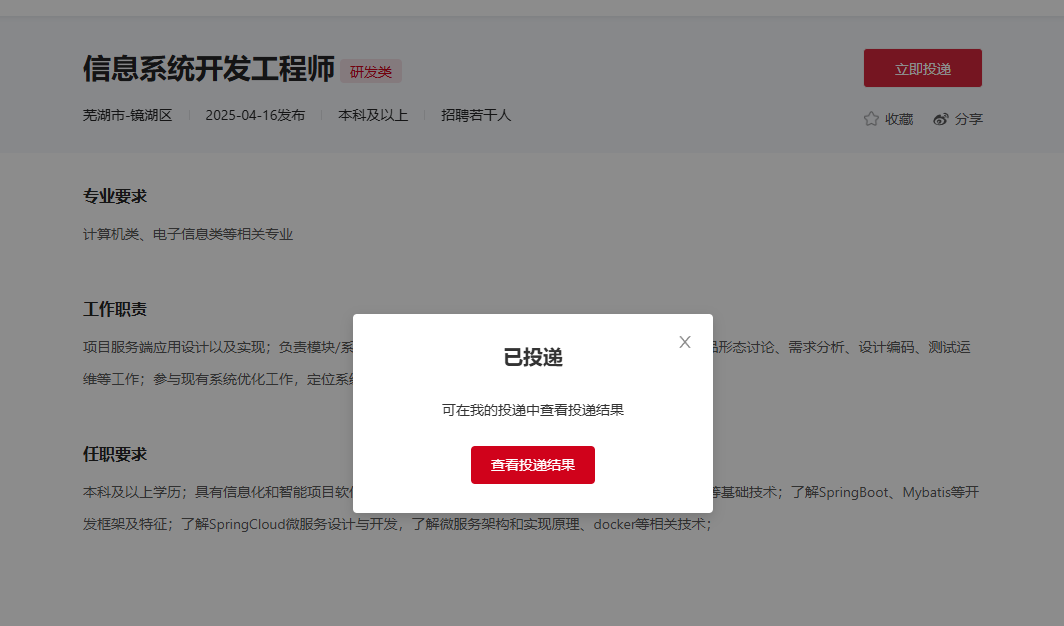 信息系统开发工程师 研发类
立即投递
芜湖市-镜湖区 2025-04-16发布 本科及以上 招聘若干人
收藏 分享
专业要求
计算机类、电子信息类等相关专业
工作职责
项目服务端应用设计以及实现；负责模块/系 形态讨论、需求分析、设计编码、测试运
维等工作；参与现有系统优化工作，定位系
任职要求
本科及以上学历；具有信息化和智能项目软 等基础技术；了解SpringBoot、Mybatis等开
发框架及特征；了解SpringCloud微服务设计与开发，了解微服务架构和实现原理、docker等相关技术；
已投递
可在我的投递中查看投递结果
查看投递结果